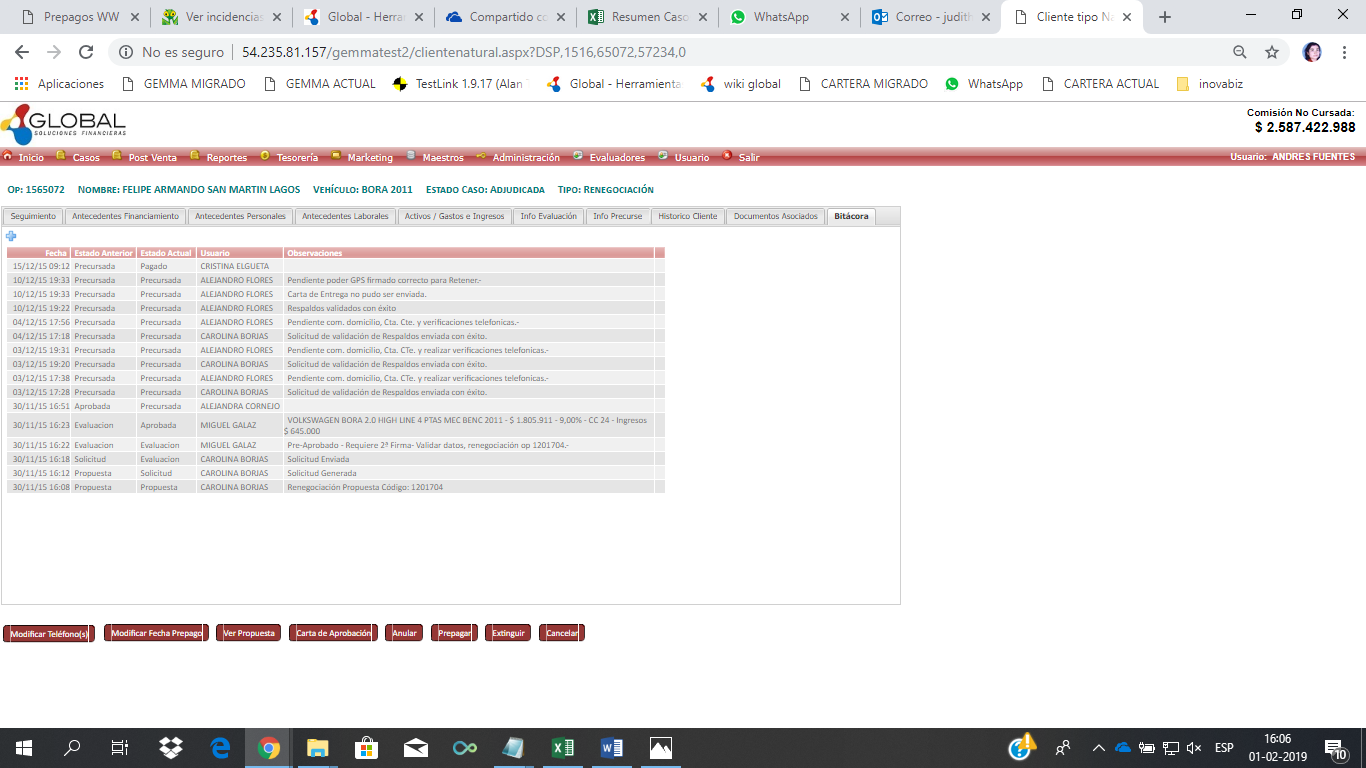 Prepagos WW
Ver incidencias
Global - Herra
Compartido co
Resumen Caso
WhatsApp
Correo - judith
Cliente tipo Na
No es seguro | 54.235.81.157/gemmatest2/clientenatural.aspx?DSP,1516,65072,57234,0
Aplicaciones GEMMA MIGRADO GEMMA ACTUAL TestLink 1.9.17 (Alan Global - Herramienta wiki global CARTERA MIGRADO WhatsApp CARTERA ACTUAL inovabiz
GLOBAL
SOLUCIONES FINANCIERAS
Comisión No Cursada:
$ 2.587.422.988
Inicio Casos Post Venta Reportes Tesorería Marketing Maestros Administración Evaluadores Usuario Salir Usuario: ANDRES FUENTES
Op: 1565072 Nombre: FELIPE ARMANDO SAN MARTIN LAGOS Vehículo: BORA 2011 Estado Caso: Adjudicada Tipo: Renegociación
Seguimiento Antecedentes Financiamiento Antecedentes Personales Antecedentes Laborales Activos / Gastos e Ingresos Info Evaluación Info Precurse Historico Cliente Documentos Asociados Bitácora
Fecha Estado Anterior Estado Actual Usuario Observaciones
15/12/15 09:12 Precursada Pagado CRISTINA ELGUETA
10/12/15 19:33 Precursada Precursada ALEJANDRO FLORES Pendiente poder GPS firmado correcto para Retener.-
10/12/15 19:33 Precursada Precursada ALEJANDRO FLORES Carta de Entrega no pudo ser enviada.
10/12/15 19:22 Precursada Precursada ALEJANDRO FLORES Respaldos validados con éxito
04/12/15 17:56 Precursada Precursada ALEJANDRO FLORES Pendiente com. domicilio, Cta. Cte. y verificaciones telefonicas.-
04/12/15 17:18 Precursada Precursada CAROLINA BORJAS Solicitud de validación de Respaldos enviada con éxito.
03/12/15 19:31 Precursada Precursada ALEJANDRO FLORES Pendiente com. domicilio, Cta. CTe. y realizar verificaciones telefonicas.-
03/12/15 19:20 Precursada Precursada CAROLINA BORJAS Solicitud de validación de Respaldos enviada con éxito.
03/12/15 17:38 Precursada Precursada ALEJANDRO FLORES Pendiente com. domicilio, Cta. CTe. y realizar verificaciones telefonicas.-
03/12/15 17:28 Precursada Precursada CAROLINA BORJAS Solicitud de validación de Respaldos enviada con éxito.
30/11/15 16:51 Aprobada Precursada ALEJANDRA CORNEJO
30/11/15 16:23 Evaluacion Aprobada MIGUEL GALAZ VOLKSWAGEN BORA 2.0 HIGH LINE 4 PTAS MEC BENC 2011 - $ 1.805.911 - 9,00% - CC 24 - Ingresos
$ 645.000
30/11/15 16:22 Evaluacion Evaluacion MIGUEL GALAZ Pre-Aprobado - Requiere 2ª Firma- Validar datos, renegociación op 1201704.-
30/11/15 16:18 Solicitud Evaluacion CAROLINA BORJAS Solicitud Enviada
30/11/15 16:12 Propuesta Solicitud CAROLINA BORJAS Solicitud Generada
30/11/15 16:08 Propuesta Propuesta CAROLINA BORJAS Renegociación Propuesta Código: 1201704
Modificar Teléfono(s) Modificar Fecha Prepago Ver Propuesta Carta de Aprobación Anular Prepagar Extinguir Cancelar
ESP
16:06
01-02-2019
10